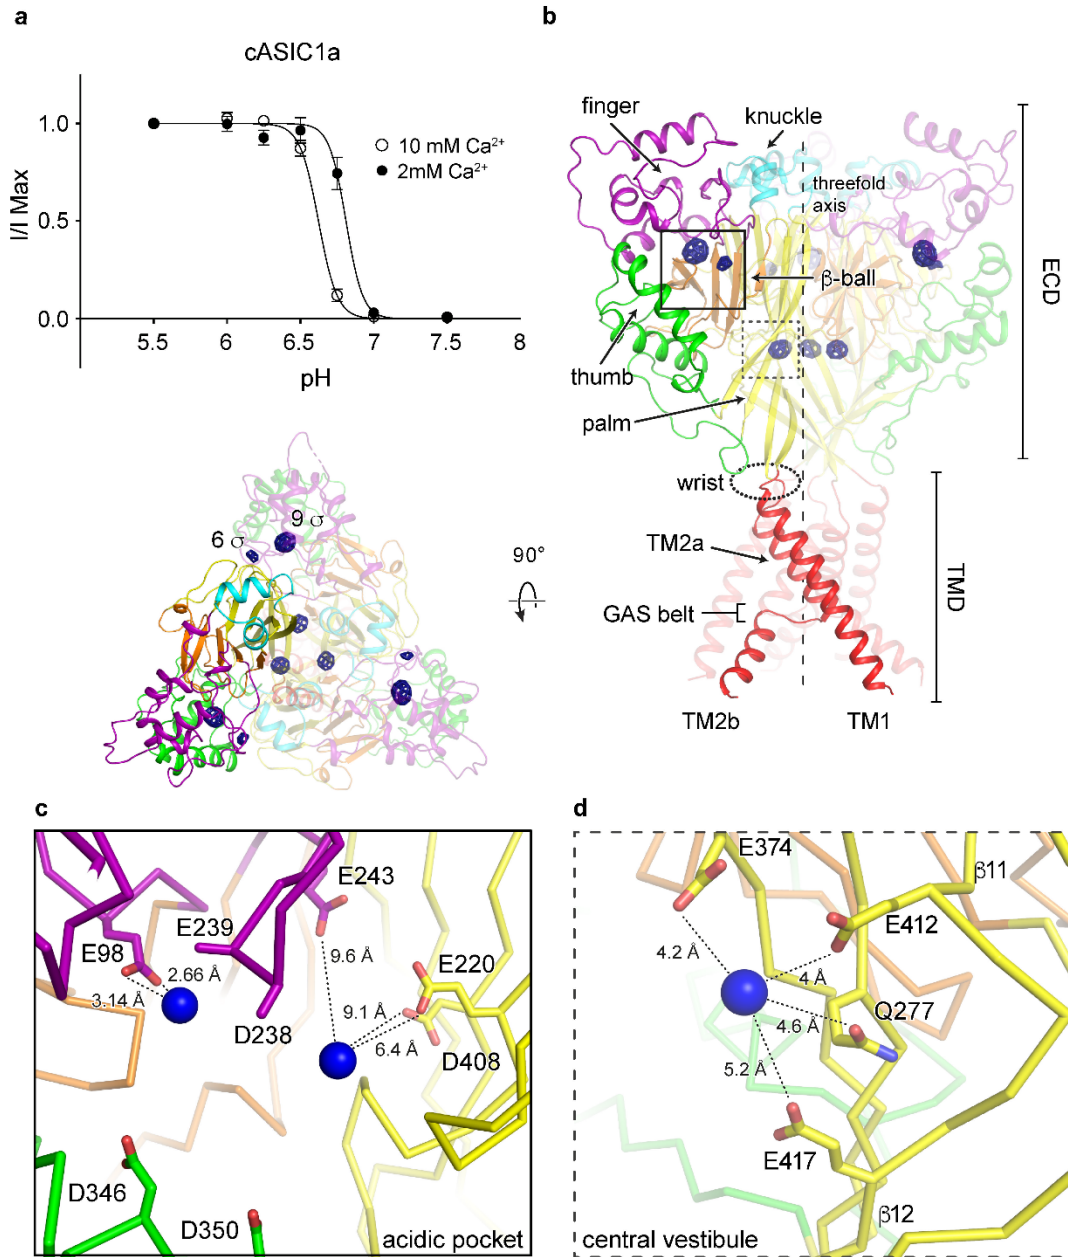 a
cASIC1a
1.0
0.5
0.0
I/I Max
10 mM Ca²⁺
2mM Ca²⁺
5.5 6 6.5 7 7.5 8
pH
6 σ
9 σ
90°
b
finger
knuckle
threefold
axis
β-ball
thumb
palm
wrist
TM2a
GAS belt
TM2b
TM1
ECD
TMD
c
E243
E239
E98
2.66 Å
3.14 Å
9.6 Å
E220
9.1 Å
6.4 Å
D408
D238
D346
D350
acidic pocket
d
E374
β11
E412
4.2 Å
4 Å
Q277
4.6 Å
5.2 Å
E417
β12
central vestibule